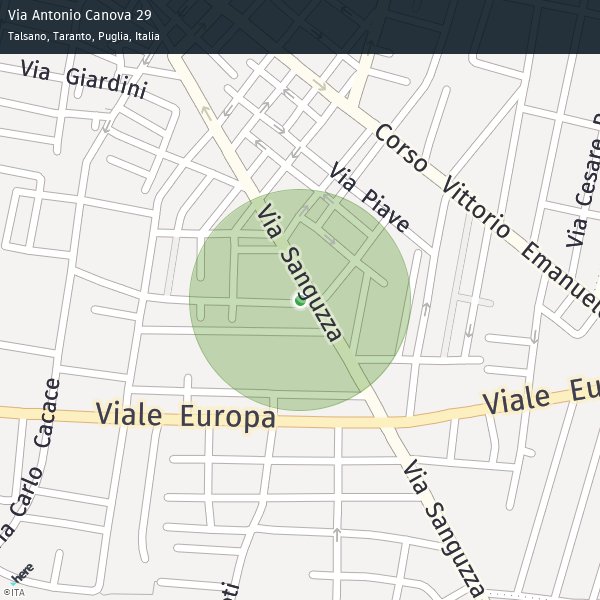 Via Antonio Canova 29
Talsano, Taranto, Puglia, Italia
Via Giardini
Corso Vittorio Emanuele
Via Piave
Via Cesare
Via Sanguzza
Viale Europa
Viale Eu
Via Carlo Cacace
Via Sanguzza
here
©ITA